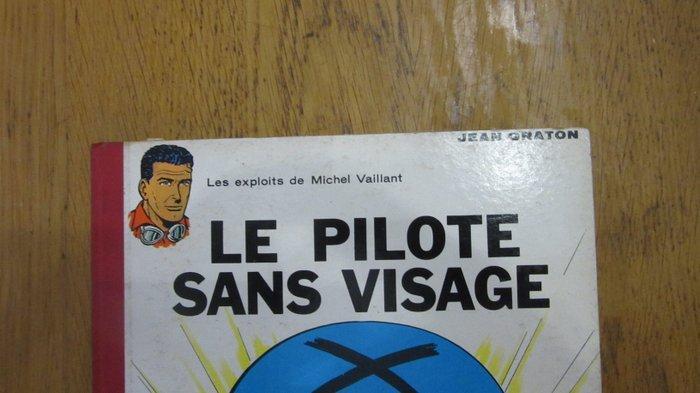 JEAN GRATON
Les exploits de Michel Vaillant
LE PILOTE
SANS VISAGE